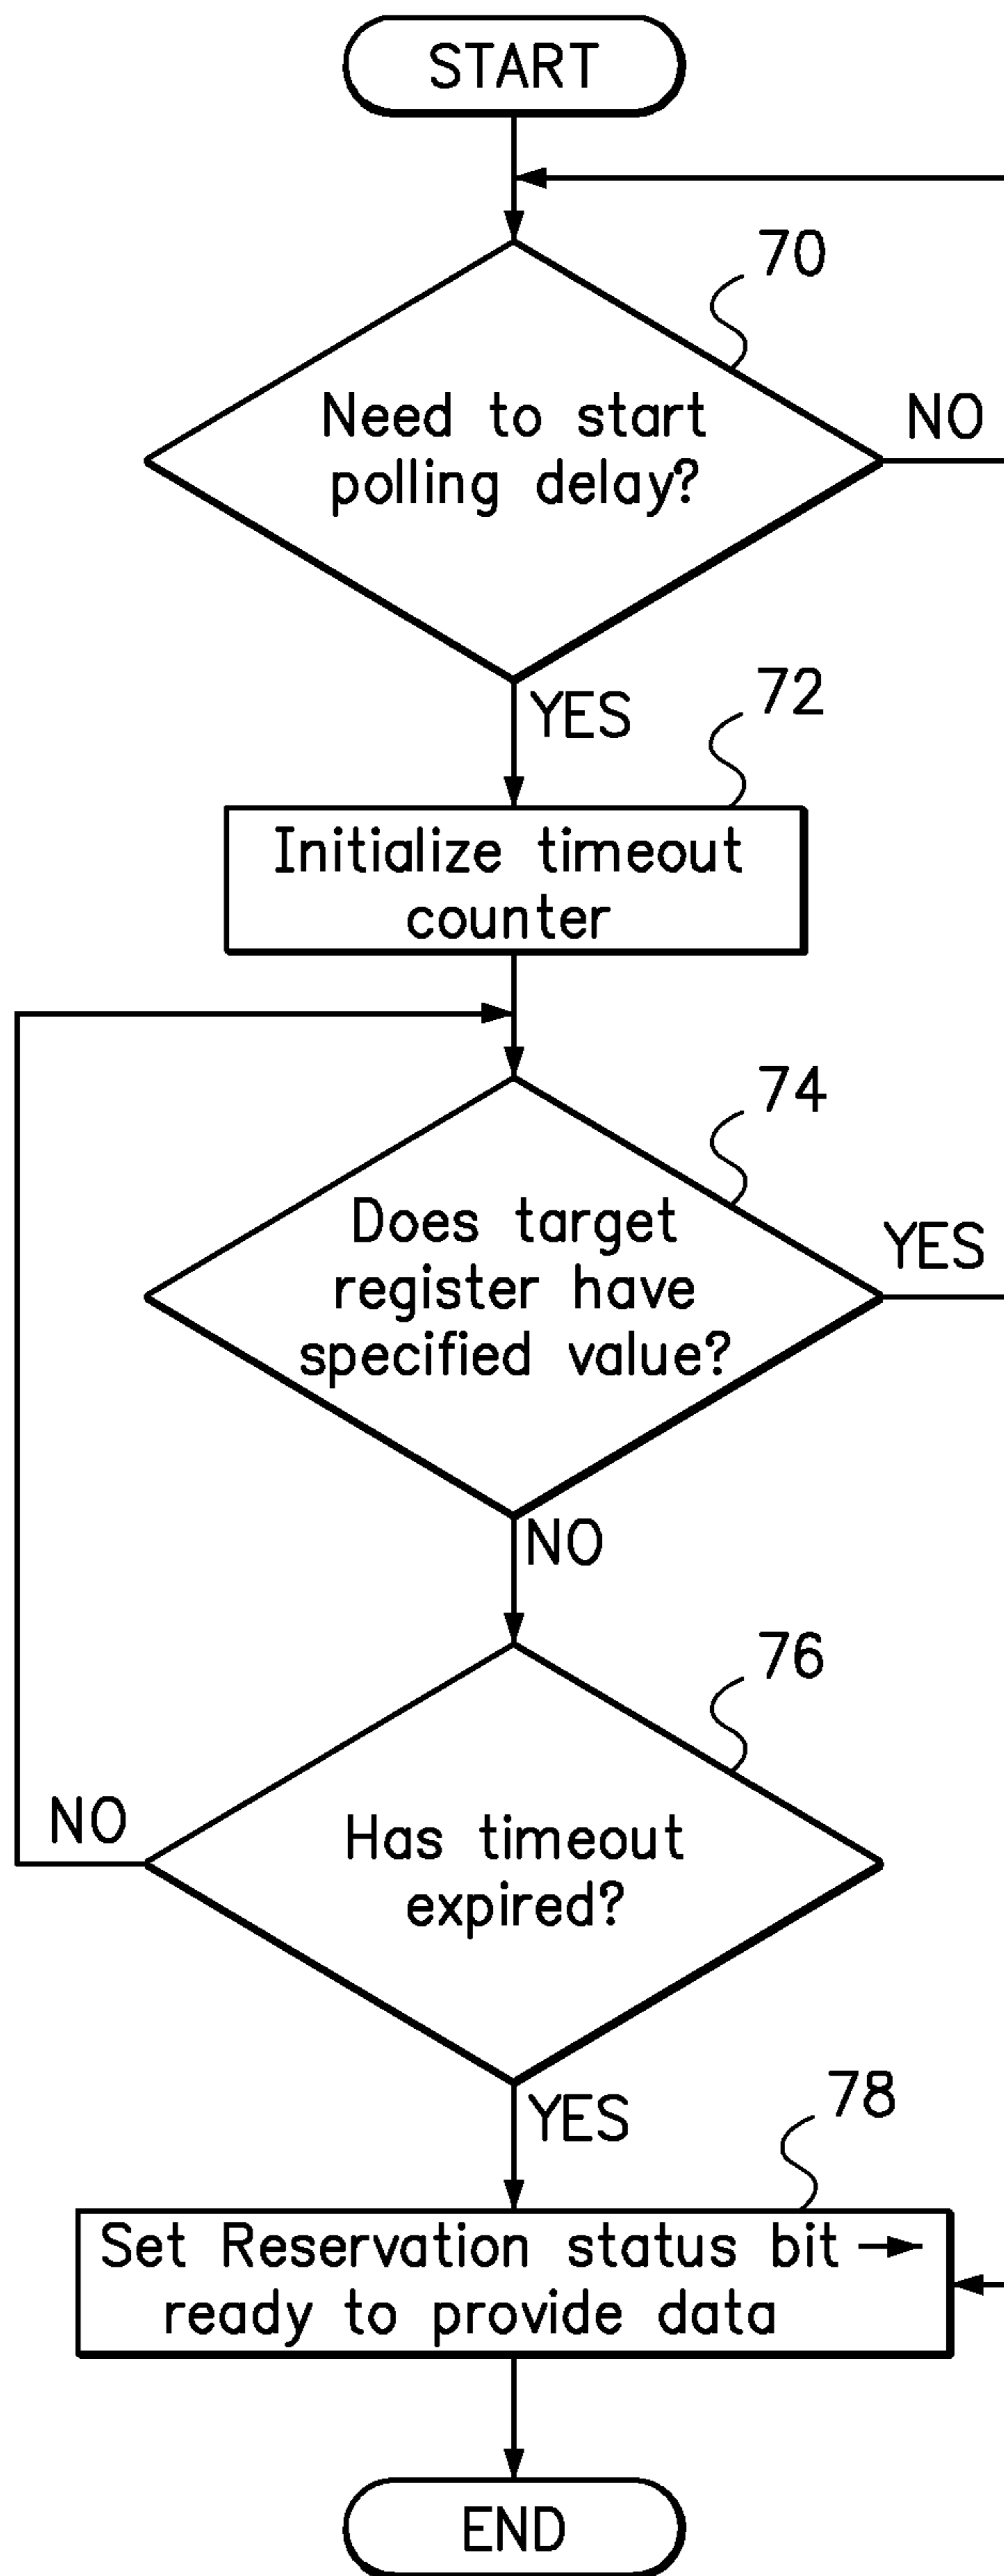 START
70
Need to start
polling delay?
NO
YES
72
Initialize timeout
counter
74
Does target
register have
specified value?
YES
NO
76
Has timeout
expired?
NO
YES
78
Set Reservation status bit →
ready to provide data
END